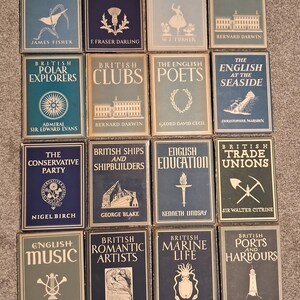 JAMES FISHER
F. FRASER DARLING
W. J. TURNER
BERNARD DARWIN
BRITISH
POLAR
EXPLORERS
ADMIRAL
SIR EDWARD EVANS
BRITISH
CLUBS
BERNARD DARWIN
THE ENGLISH
POETS
LORD DAVID CECIL
THE
ENGLISH
AT THE
SEASIDE
CHRISTOPHER MARSDEN
THE
CONSERVATIVE
PARTY
NIGEL BIRCH
BRITISH SHIPS
AND
SHIPBUILDERS
GEORGE BLAKE
ENGLISH
EDUCATION
KENNETH LINDSAY
BRITISH
TRADE
UNIONS
SIR WALTER CITRINE
ENGLISH
MUSIC
BRITISH
ROMANTIC
ARTISTS
BRITISH
MARINE
LIFE
BRITISH
PORTS
AND
HARBOURS